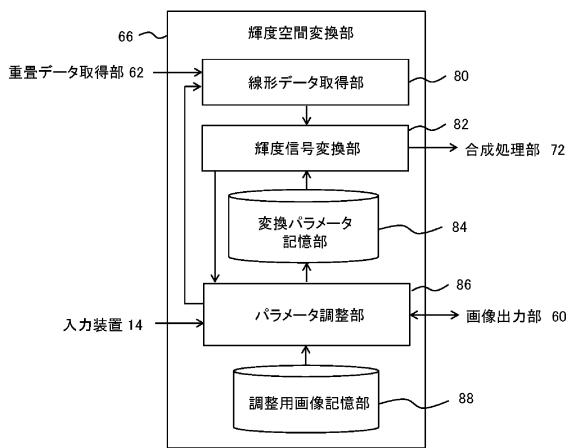 66
輝度空間変換部
重畳データ取得部 62
線形データ取得部
80
82
輝度信号変換部
合成処理部 72
変換パラメータ
記憶部
84
86
パラメータ調整部
入力装置 14
画像出力部 60
調整用画像記憶部
88